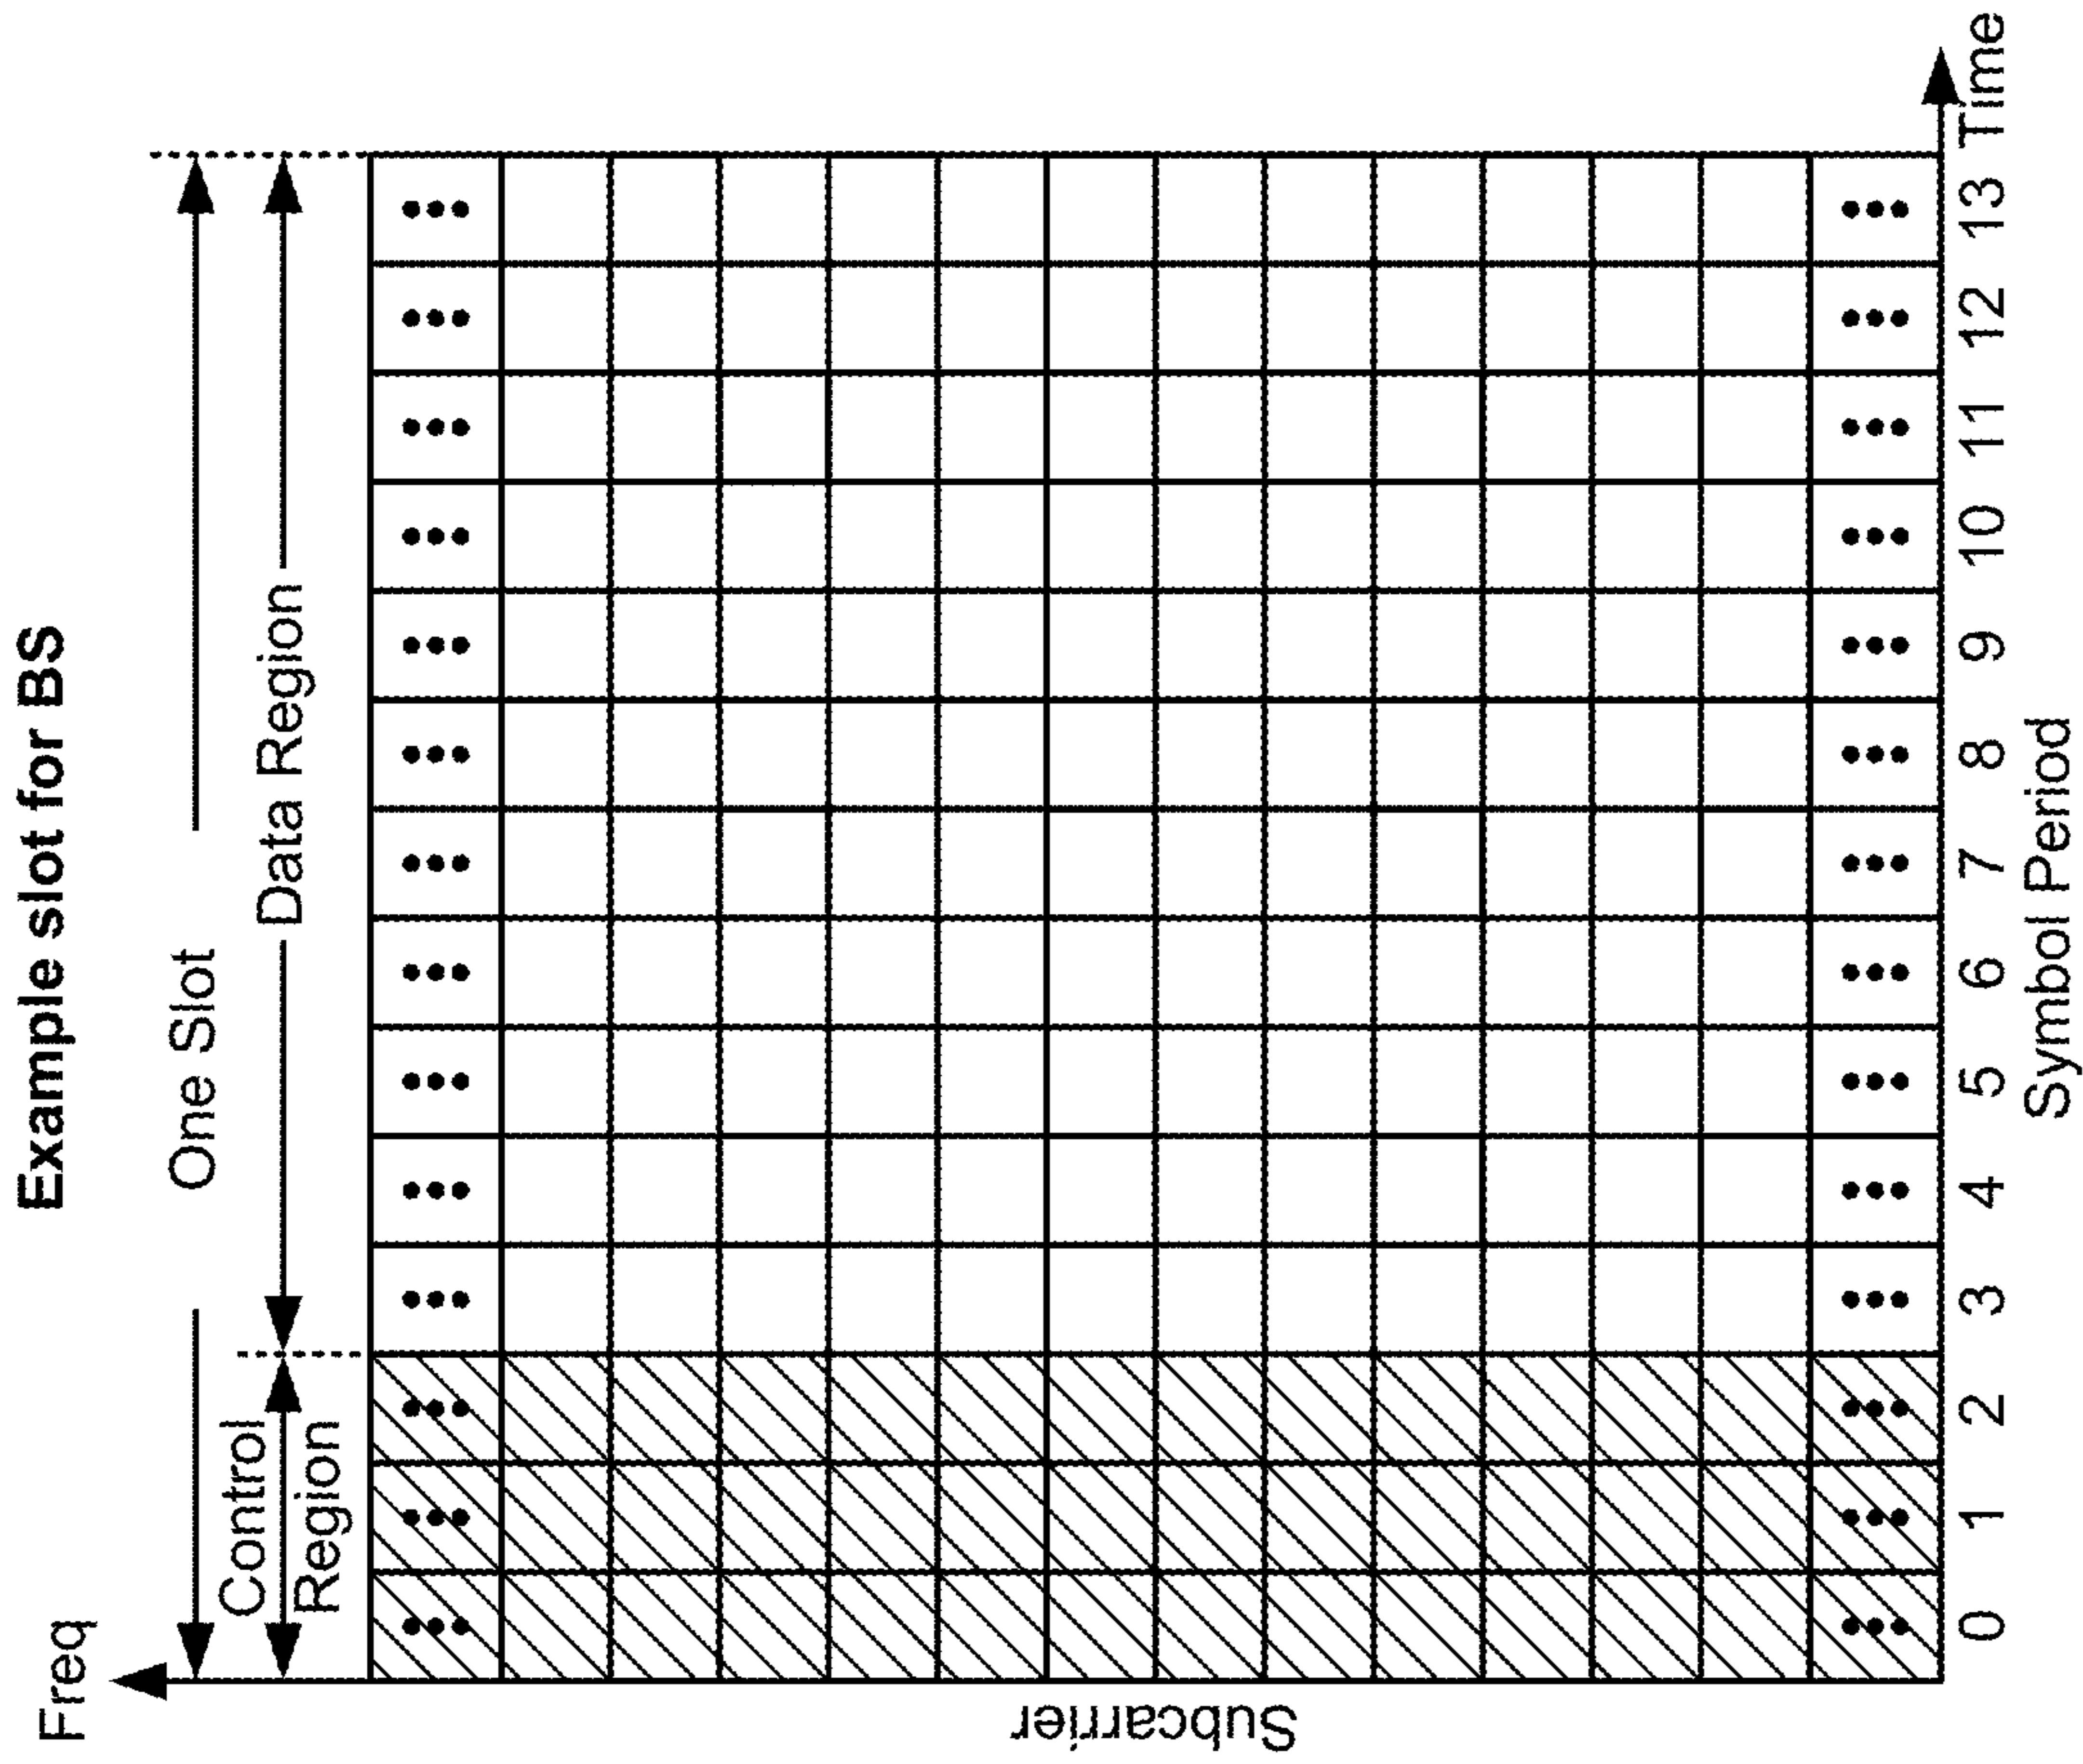 Example slot for BS
Freq
One Slot
Control
Region
Data Region
Subcarrier
0 1 2 3 4 5 6 7 8 9 10 11 12 13 Time
Symbol Period